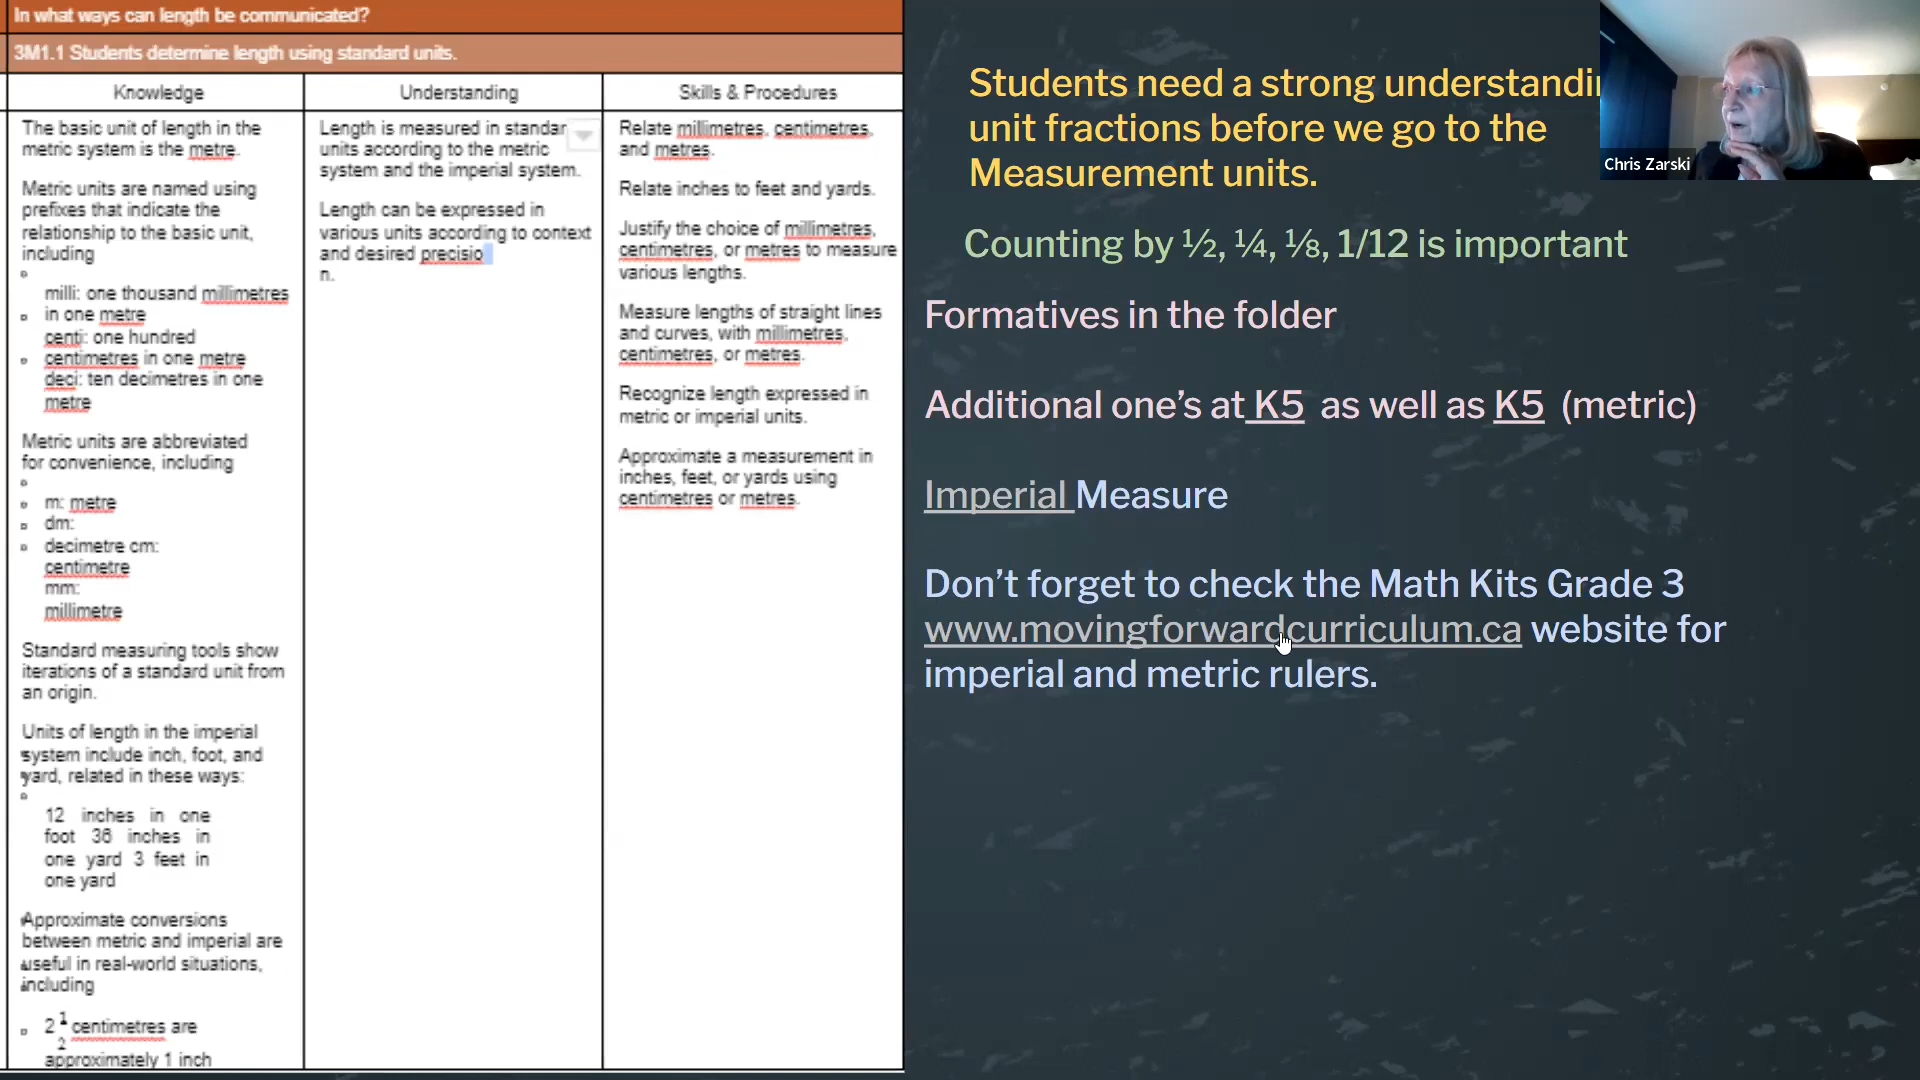 In what ways can length be communicated?
3M1.1 Students determine length using standard units.
Knowledge
The basic unit of length in the
metric system is the metre.
Metric units are named using
prefixes that indicate the
relationship to the basic unit,
including
milli: one thousand millimetres
in one metre
centi: one hundred
centimetres in one metre
deci: ten decimetres in one
metre
Metric units are abbreviated
for convenience, including
m: metre
dm:
decimetre cm:
centimetre
mm:
millimetre
Standard measuring tools show
iterations of a standard unit from
an origin.
Units of length in the imperial
system include inch, foot, and
yard, related in these ways:
12 inches in one
foot 36 inches in
one yard 3 feet in
one yard
Approximate conversions
between metric and imperial are
useful in real-world situations,
including
2 1/2 centimetres are
approximately 1 inch
Understanding
Length is measured in standar
units according to the metric
system and the imperial system.
Length can be expressed in
various units according to context
and desired precisio
n.
Skills & Procedures
Relate millimetres, centimetres,
and metres.
Relate inches to feet and yards.
Justify the choice of millimetres,
centimetres, or metres to measure
various lengths.
Measure lengths of straight lines
and curves, with millimetres,
centimetres, or metres.
Recognize length expressed in
metric or imperial units.
Approximate a measurement in
inches, feet, or yards using
centimetres or metres.
Students need a strong understandi
unit fractions before we go to the
Measurement units.
Counting by ½, ¼, ⅛, 1/12 is important
Formatives in the folder
Additional one’s at K5 as well as K5 (metric)
Imperial Measure
Don’t forget to check the Math Kits Grade 3
www.movingforwardcurriculum.ca website for
imperial and metric rulers.
Chris Zarski